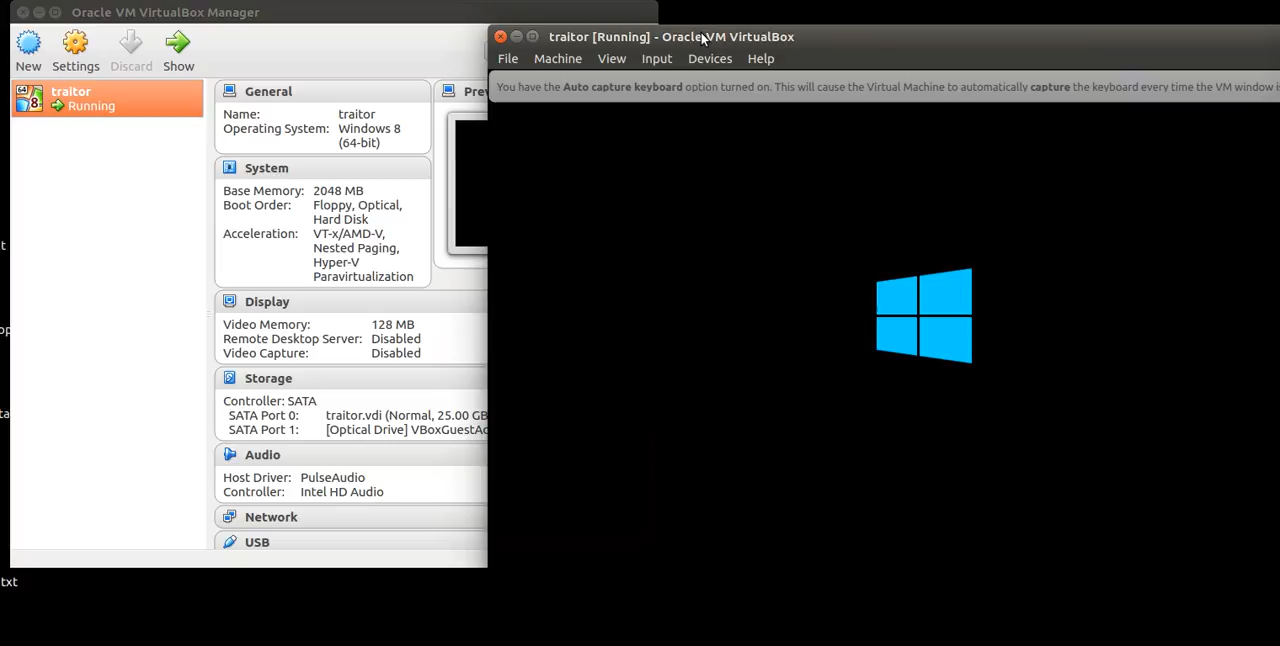 Oracle VM VirtualBox Manager
New Settings Discard Show
traitor
Running
64
8
General
Name: traitor
Operating System: Windows 8
(64-bit)
System
Base Memory: 2048 MB
Boot Order: Floppy, Optical,
Hard Disk
Acceleration: VT-x/AMD-V,
Nested Paging,
Hyper-V
Paravirtualization
Display
Video Memory: 128 MB
Remote Desktop Server: Disabled
Video Capture: Disabled
Storage
Controller: SATA
SATA Port 0: traitor.vdi (Normal, 25.00 GB
SATA Port 1: [Optical Drive] VBoxGuestAd
Audio
Host Driver: PulseAudio
Controller: Intel HD Audio
Network
USB
Prev
traitor [Running] - Oracle VM VirtualBox
File Machine View Input Devices Help
You have the Auto capture keyboard option turned on. This will cause the Virtual Machine to automatically capture the keyboard every time the VM window is
t
op
ta
txt